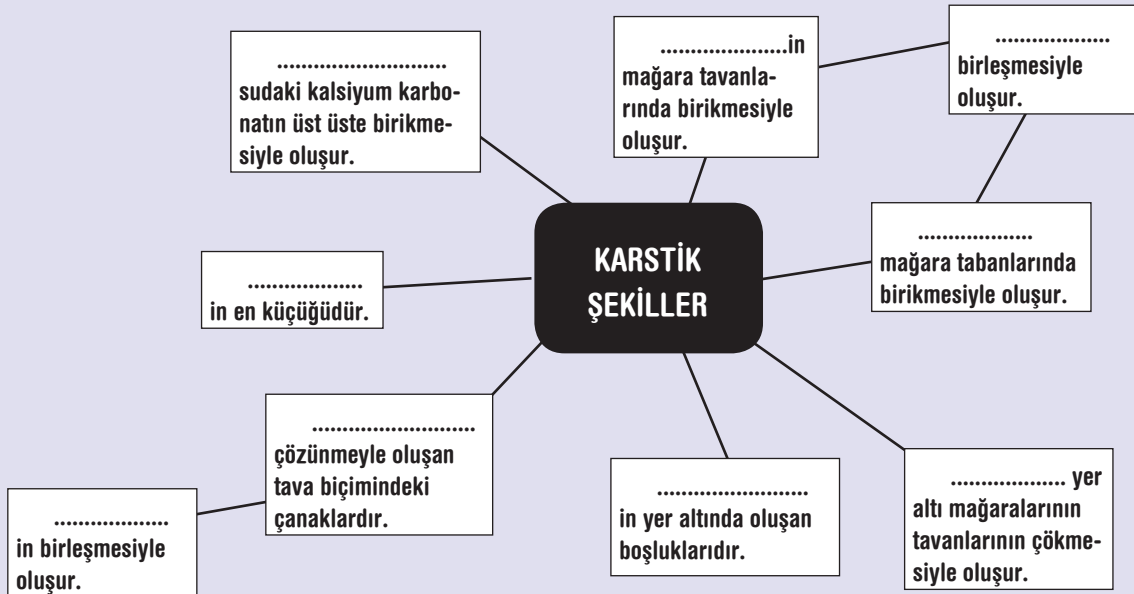 .............................
sudaki kalsiyum karbo-
natın üst üste birikme-
siyle oluşur.
.....................in
mağara tavanla-
rında birikmesiyle
oluşur.
...................
birleşmesiyle
oluşur.
KARSTİK
ŞEKİLLER
...................
mağara tabanlarında
birikmesiyle oluşur.
...................
in en küçüğüdür.
...........................
çözünmeyle oluşan
tava biçimindeki
çanaklardır.
...................
in birleşmesiyle
oluşur.
.........................
in yer altında oluşan
boşluklarıdır.
................... yer
altı mağaralarının
tavanlarının çökme-
siyle oluşur.